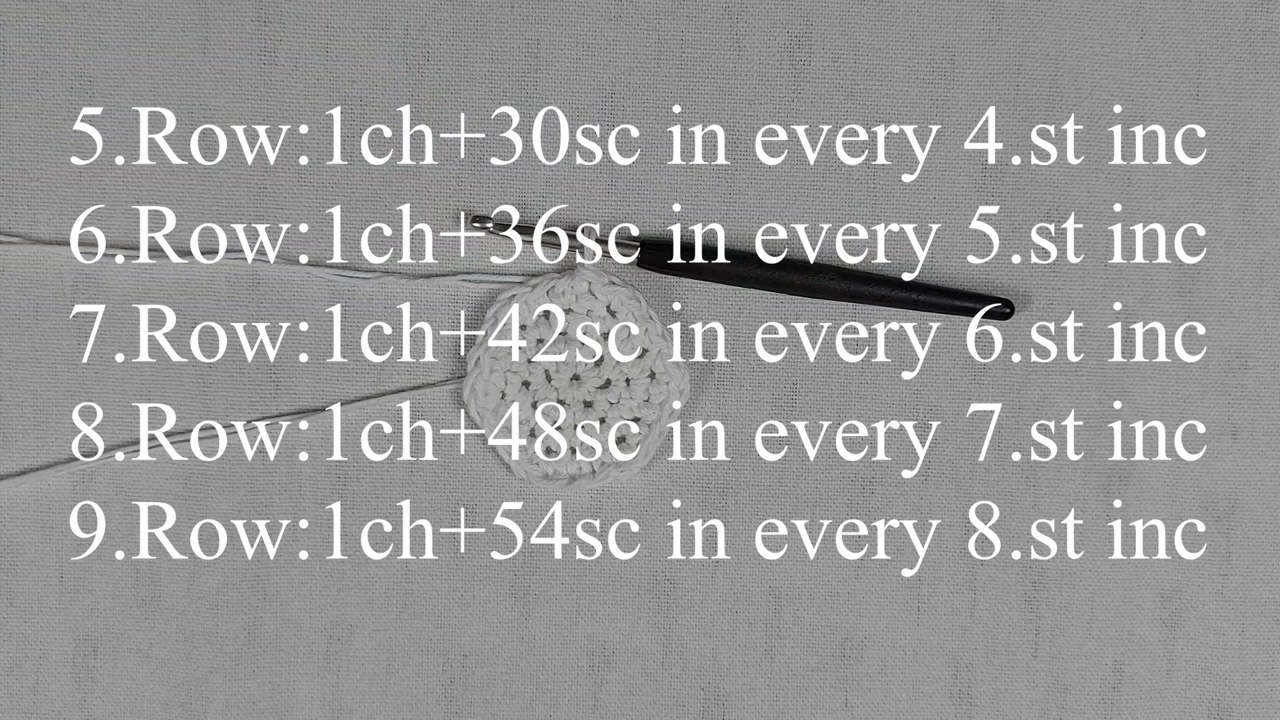 5.Row:1ch+30sc in every 4.st inc
6.Row:1ch+36sc in every 5.st inc
7.Row:1ch+42sc in every 6.st inc
8.Row:1ch+48sc in every 7.st inc
9.Row:1ch+54sc in every 8.st inc